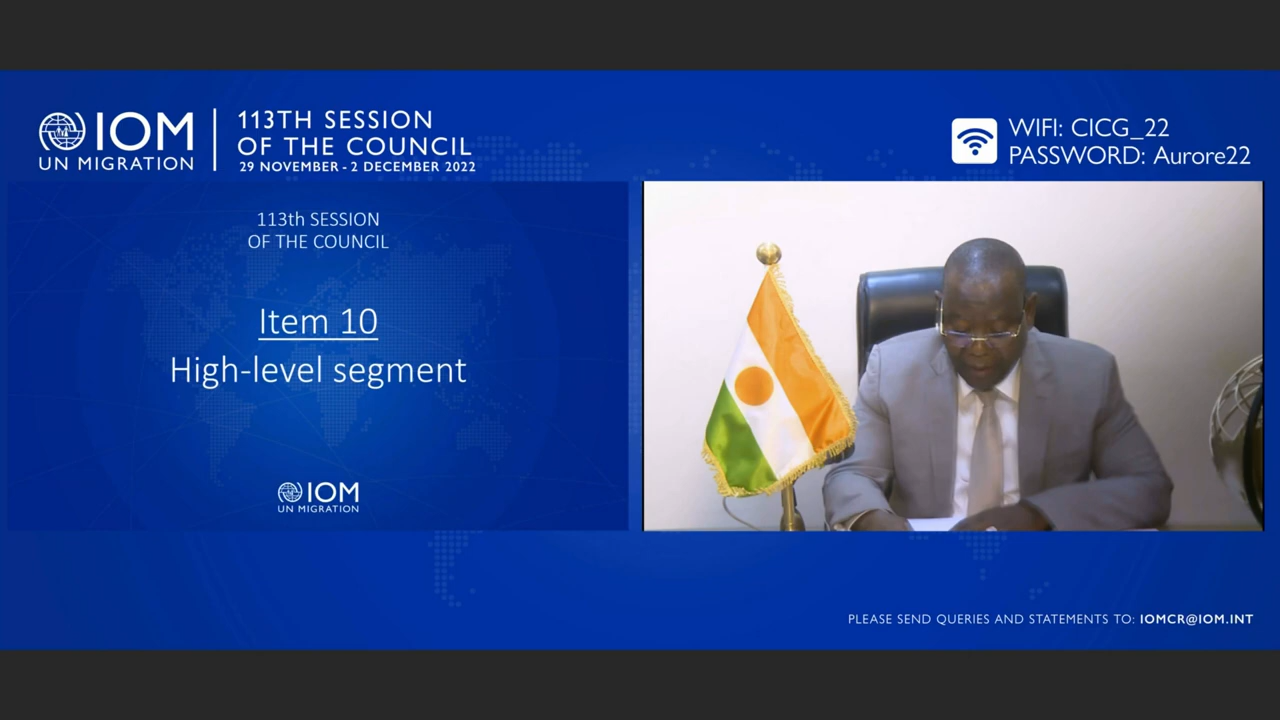 IOM
UN MIGRATION
113TH SESSION
OF THE COUNCIL
29 NOVEMBER - 2 DECEMBER 2022
WIFI: CICG_22
PASSWORD: Aurore22
113th SESSION
OF THE COUNCIL
Item 10
High-level segment
IOM
UN MIGRATION
PLEASE SEND QUERIES AND STATEMENTS TO: IOMCR@IOM.INT